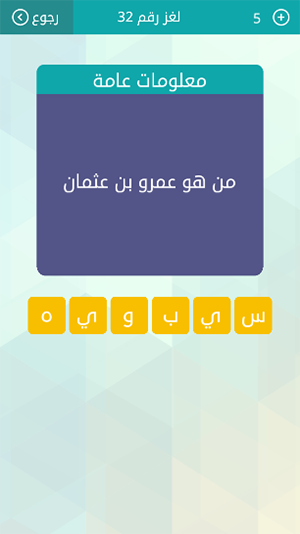 رجوع لغز رقم 32 5
معلومات عامة
من هو عمرو بن عثمان
س ي ب و ي ه